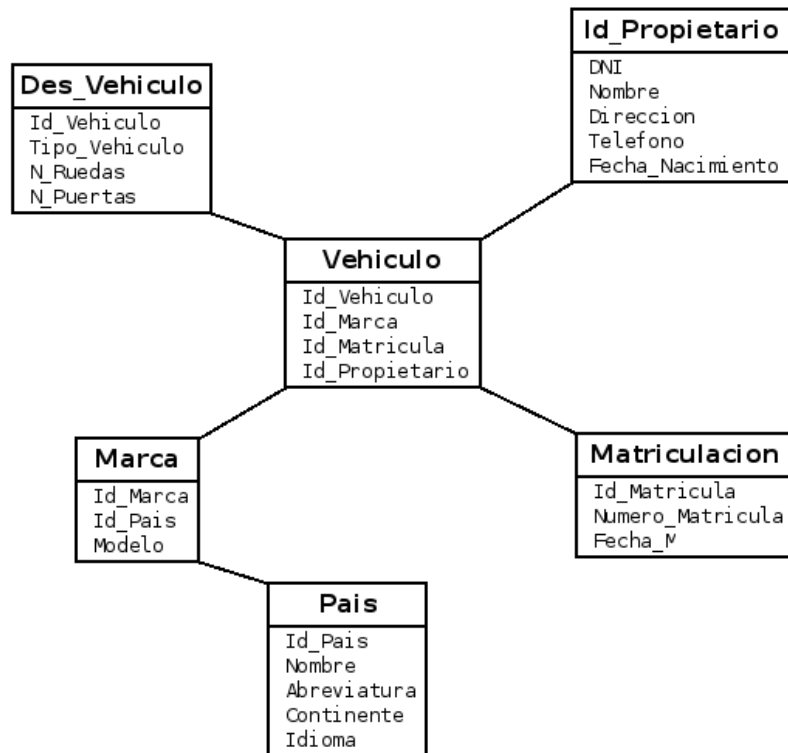 Id_Propietario
DNI
Nombre
Direccion
Telefono
Fecha_Nacimiento
Des_Vehiculo
Id_Vehiculo
Tipo_Vehiculo
N_Ruedas
N_Puertas
Vehiculo
Id_Vehiculo
Id_Marca
Id_Matricula
Id_Propietario
Marca
Id_Marca
Id_Pais
Modelo
Matriculacion
Id_Matricula
Numero_Matricula
Fecha_M
Pais
Id_Pais
Nombre
Abreviatura
Continente
Idioma